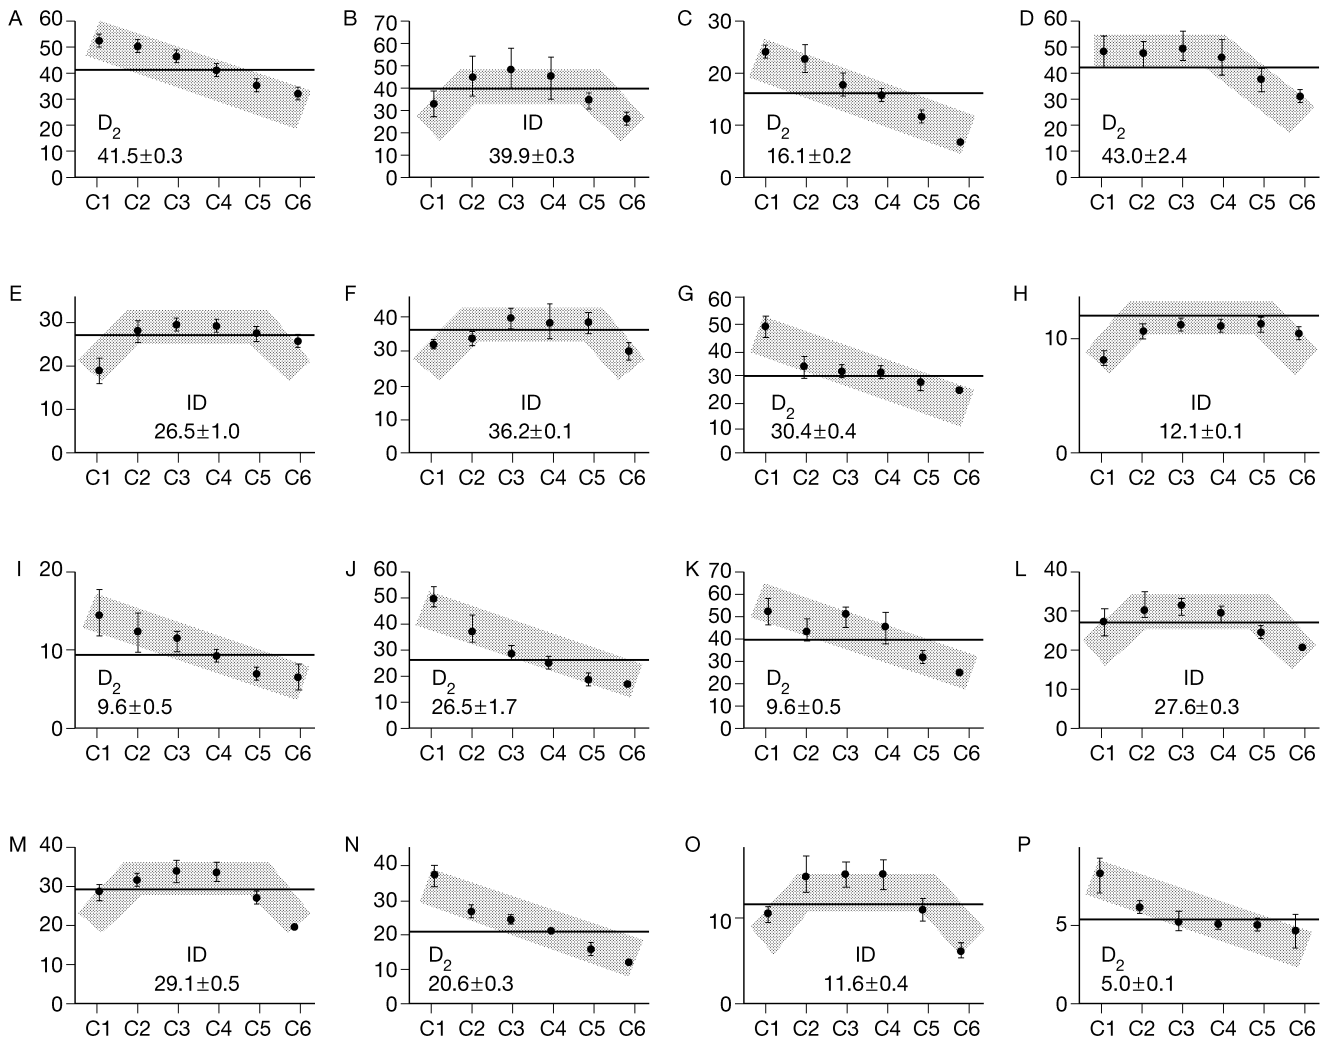 A
60
50
40
30
20
10
0
D2
41.5±0.3
C1 C2 C3 C4 C5 C6
B
70
60
50
40
30
20
10
0
ID
39.9±0.3
C1 C2 C3 C4 C5 C6
C
30
20
10
0
D2
16.1±0.2
C1 C2 C3 C4 C5 C6
D
60
50
40
30
20
10
0
D2
43.0±2.4
C1 C2 C3 C4 C5 C6
E
30
20
10
0
ID
26.5±1.0
C1 C2 C3 C4 C5 C6
F
40
30
20
10
0
ID
36.2±0.1
C1 C2 C3 C4 C5 C6
G
60
50
40
30
20
10
0
D2
30.4±0.4
C1 C2 C3 C4 C5 C6
H
10
0
ID
12.1±0.1
C1 C2 C3 C4 C5 C6
I
20
10
0
D2
9.6±0.5
C1 C2 C3 C4 C5 C6
J
60
50
40
30
20
10
0
D2
26.5±1.7
C1 C2 C3 C4 C5 C6
K
70
60
50
40
30
20
10
0
D2
9.6±0.5
C1 C2 C3 C4 C5 C6
L
40
30
20
10
0
ID
27.6±0.3
C1 C2 C3 C4 C5 C6
M
40
30
20
10
0
ID
29.1±0.5
C1 C2 C3 C4 C5 C6
N
40
30
20
10
0
D2
20.6±0.3
C1 C2 C3 C4 C5 C6
O
10
0
ID
11.6±0.4
C1 C2 C3 C4 C5 C6
P
5
0
D2
5.0±0.1
C1 C2 C3 C4 C5 C6